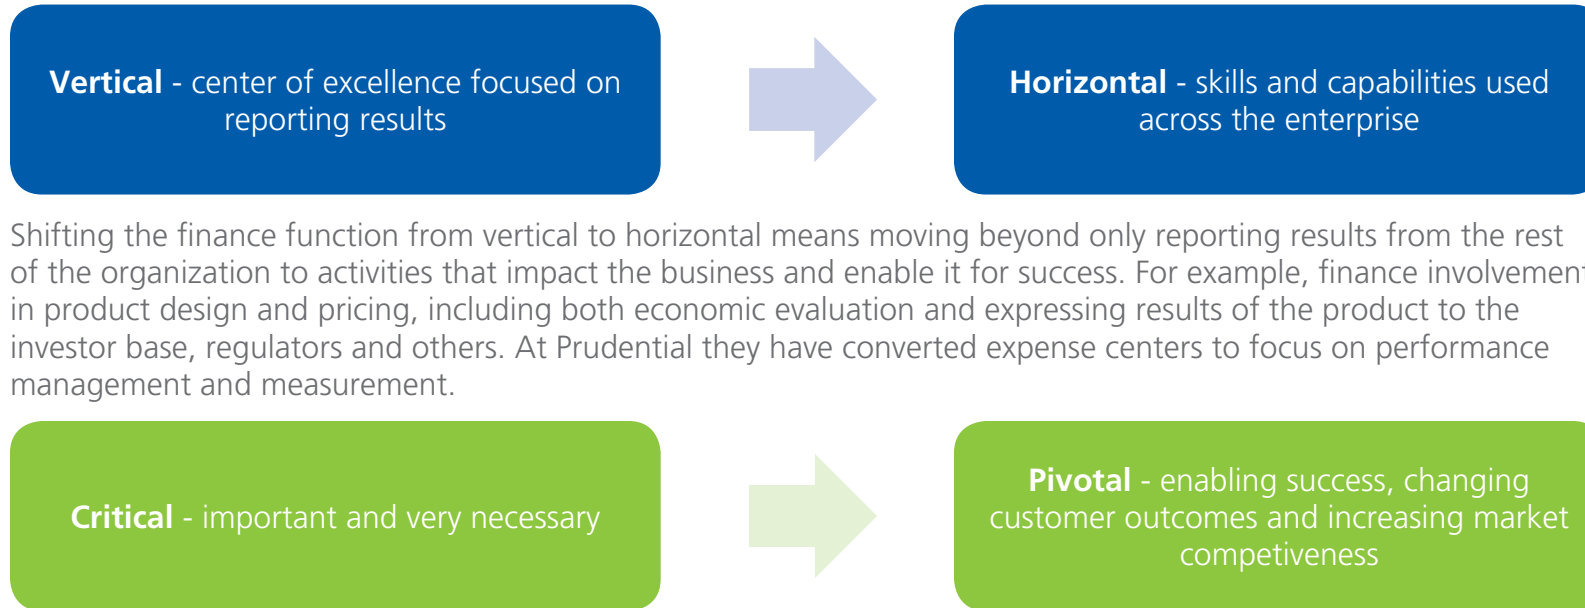 Vertical - center of excellence focused on
reporting results
Horizontal - skills and capabilities used
across the enterprise
Shifting the finance function from vertical to horizontal means moving beyond only reporting results from the rest
of the organization to activities that impact the business and enable it for success. For example, finance involvement
in product design and pricing, including both economic evaluation and expressing results of the product to the
investor base, regulators and others. At Prudential they have converted expense centers to focus on performance
management and measurement.
Critical - important and very necessary
Pivotal - enabling success, changing
customer outcomes and increasing market
competiveness